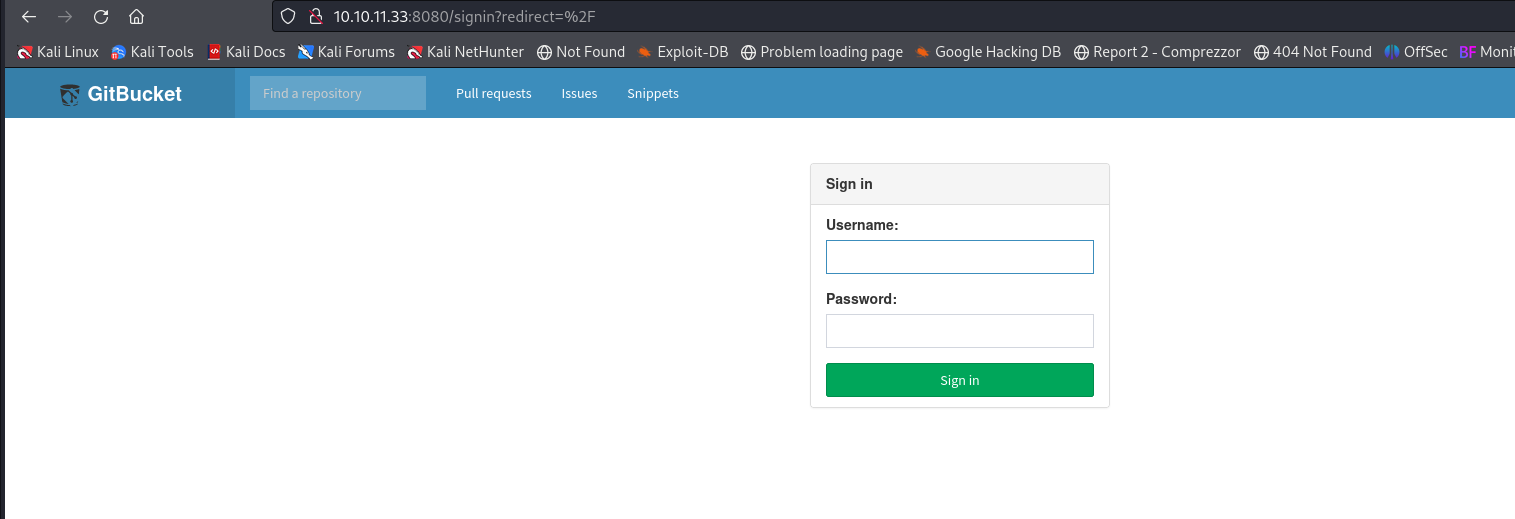 10.10.11.33:8080/signin?redirect=%2F
Kali Linux Kali Tools Kali Docs Kali Forums Kali NetHunter Not Found Exploit-DB Problem loading page Google Hacking DB Report 2 - Comprezzor 404 Not Found OffSec BF Monit
GitBucket Find a repository Pull requests Issues Snippets
Sign in
Username:
Password:
Sign in